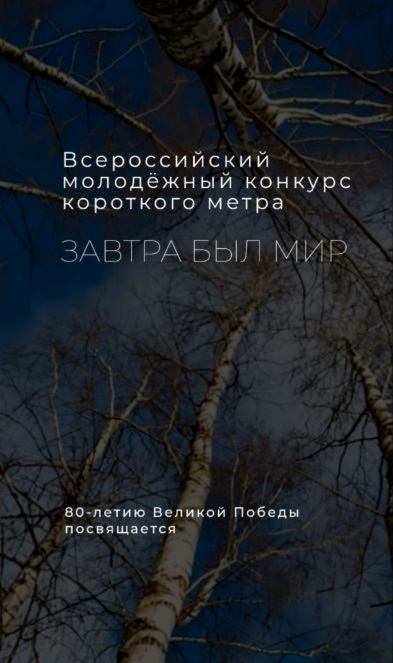 Всероссийский
молодёжный конкурс
короткого метра
ЗАВТРА БЫЛ МИР
80-летию Великой Победы
посвящается